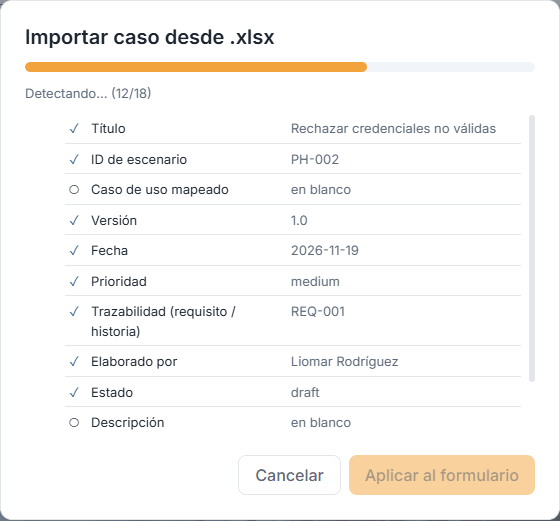 Importar caso desde .xlsx
Detectando... (12/18)
✓ Título Rechazar credenciales no válidas
✓ ID de escenario PH-002
○ Caso de uso mapeado en blanco
✓ Versión 1.0
✓ Fecha 2026-11-19
✓ Prioridad medium
✓ Trazabilidad (requisito / REQ-001
historia)
✓ Elaborado por Liomar Rodríguez
✓ Estado draft
○ Descripción en blanco
Cancelar Aplicar al formulario